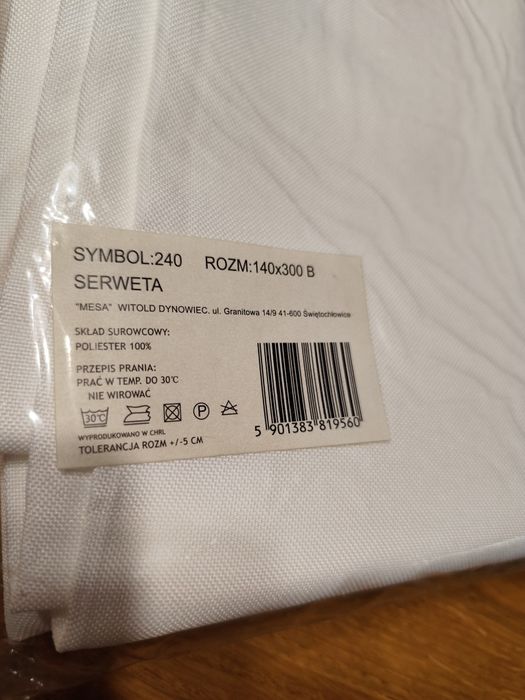 SYMBOL:240 ROZM:140x300 B
SERWETA
"MESA" WITOLD DYNOWIEC. ul. Granitowa 14/9 41-600 Świętochłowice
SKŁAD SUROWCOWY:
POLIESTER 100%
PRZEPIS PRANIA:
PRAĆ W TEMP. DO 30°C
NIE WIROWAĆ
30°C P
WYPRODUKOWANO W CHRL
TOLERANCJA ROZM +/-5 CM
5 901383 819560